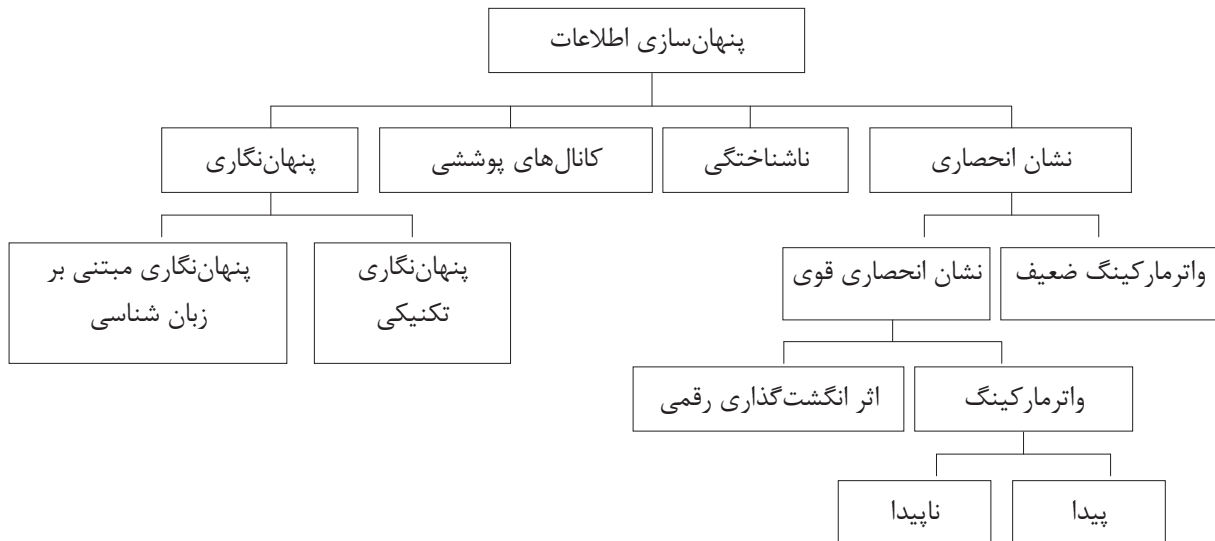 پنهان‌سازی اطلاعات
نشان انحصاری
ناشناختگی
کانال‌های پوششی
پنهان‌نگاری
واترمارکینگ ضعیف
نشان انحصاری قوی
پنهان‌نگاری
تکنیکی
پنهان‌نگاری مبتنی بر
زبان شناسی
واترمارکینگ
اثر انگشت‌گذاری رقمی
پیدا
ناپیدا